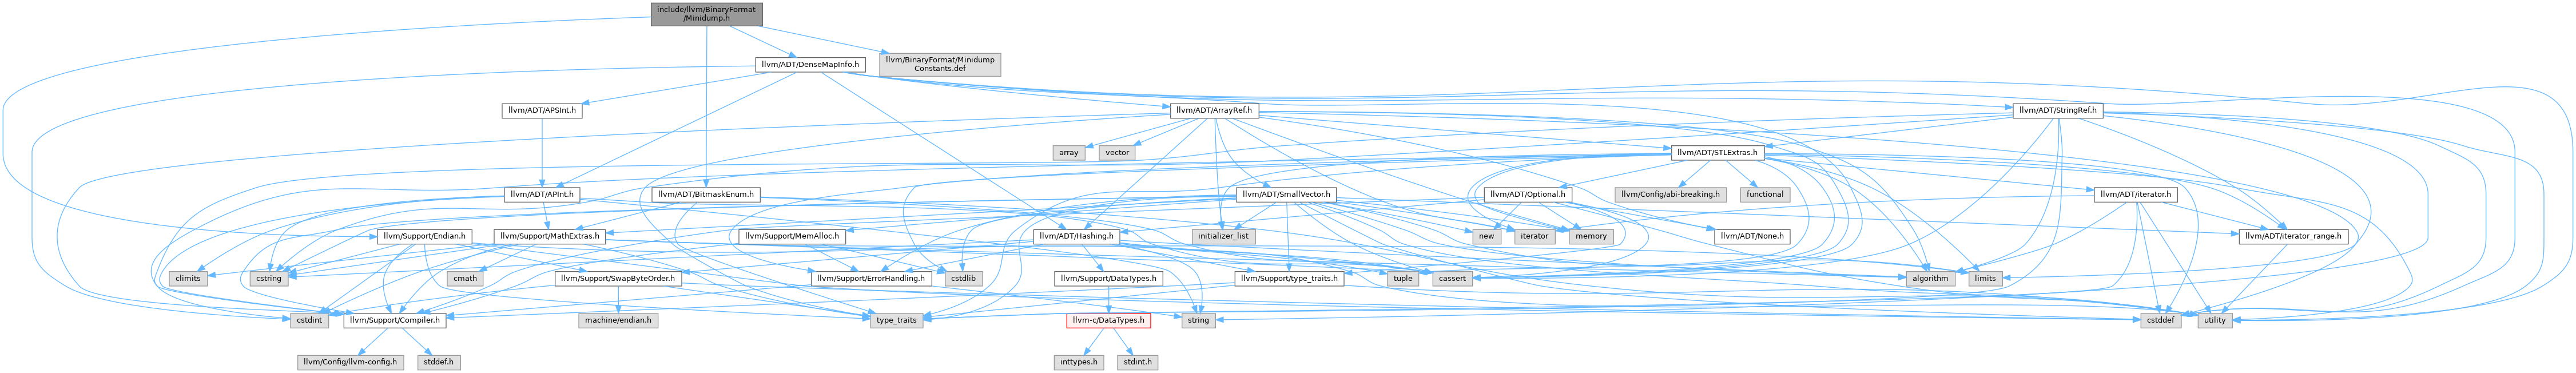 include/llvm/BinaryFormat
/Minidump.h
llvm/ADT/DenseMapInfo.h
llvm/BinaryFormat/Minidump
Constants.def
llvm/ADT/APSInt.h
llvm/ADT/ArrayRef.h
llvm/ADT/StringRef.h
array
vector
llvm/ADT/STLExtras.h
llvm/ADT/APInt.h
llvm/ADT/BitmaskEnum.h
llvm/ADT/SmallVector.h
llvm/ADT/Optional.h
llvm/Config/abi-breaking.h
functional
llvm/ADT/iterator.h
llvm/Support/Endian.h
llvm/Support/MathExtras.h
llvm/Support/MemAlloc.h
llvm/ADT/Hashing.h
initializer_list
new
iterator
memory
llvm/ADT/None.h
llvm/ADT/iterator_range.h
climits
cstring
cmath
llvm/Support/SwapByteOrder.h
llvm/Support/ErrorHandling.h
cstdlib
llvm/Support/DataTypes.h
llvm/Support/type_traits.h
tuple
cassert
algorithm
limits
cstdint
llvm/Support/Compiler.h
machine/endian.h
type_traits
llvm-c/DataTypes.h
string
cstddef
utility
llvm/Config/llvm-config.h
stddef.h
inttypes.h
stdint.h